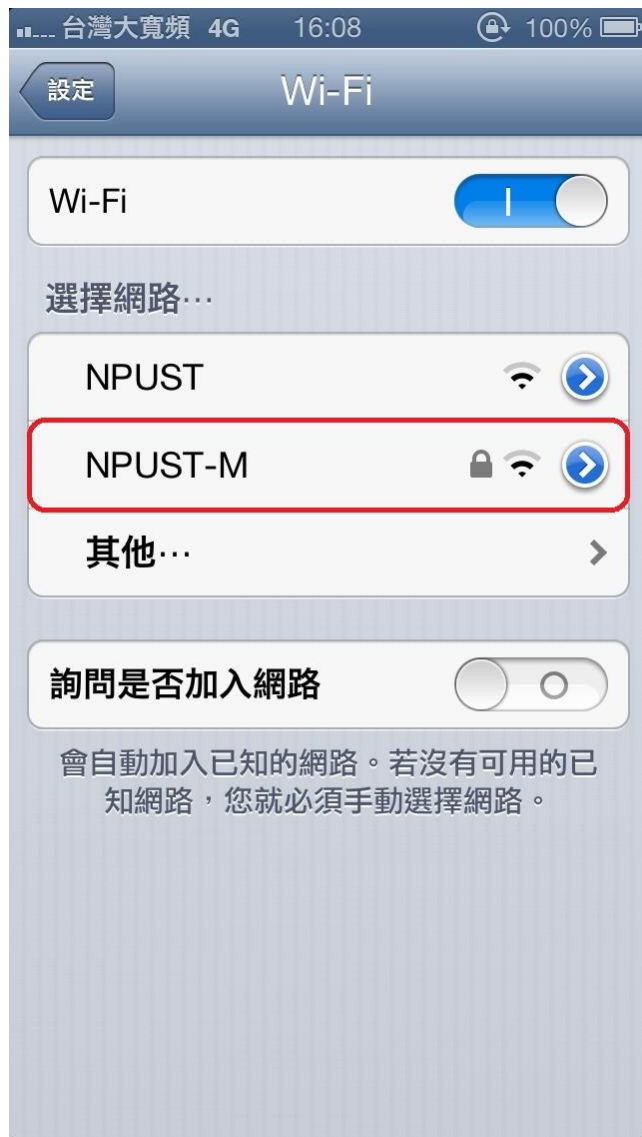 台灣大寬頻 4G 16:08 100%
設定 Wi-Fi
Wi-Fi
選擇網路…
NPUST
NPUST-M
其他…
詢問是否加入網路
會自動加入已知的網路。若沒有可用的已
知網路,您就必須手動選擇網路。